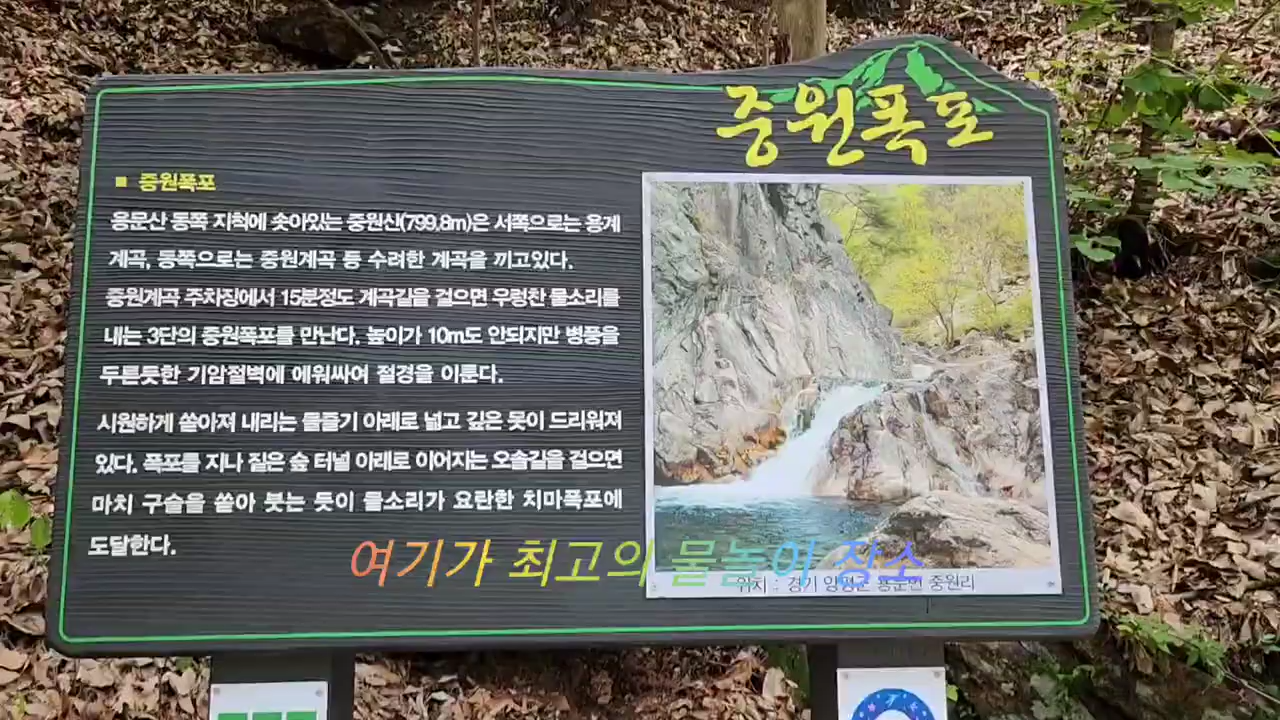 중원폭포
■ 중원폭포
용문산 동쪽 지척에 솟아있는 중원산(799.8m)은 서쪽으로는 용계
계곡, 동쪽으로는 중원계곡 등 수려한 계곡을 끼고있다.
중원계곡 주차장에서 15분정도 계곡길을 걸으면 우렁찬 물소리를
내는 3단의 중원폭포를 만난다. 높이가 10m도 안되지만 병풍을
두른듯한 기암절벽에 에워싸여 절경을 이룬다.
시원하게 쏟아져 내리는 물줄기 아래로 넓고 깊은 못이 드리워져
있다. 폭포를 지나 짙은 숲 터널 아래로 이어지는 오솔길을 걸으면
마치 구슬을 쏟아 붓는 듯이 물소리가 요란한 치마폭포에
도달한다.
여기가 최고의 물놀이 장소
위치 : 경기 양평군 용문면 중원리